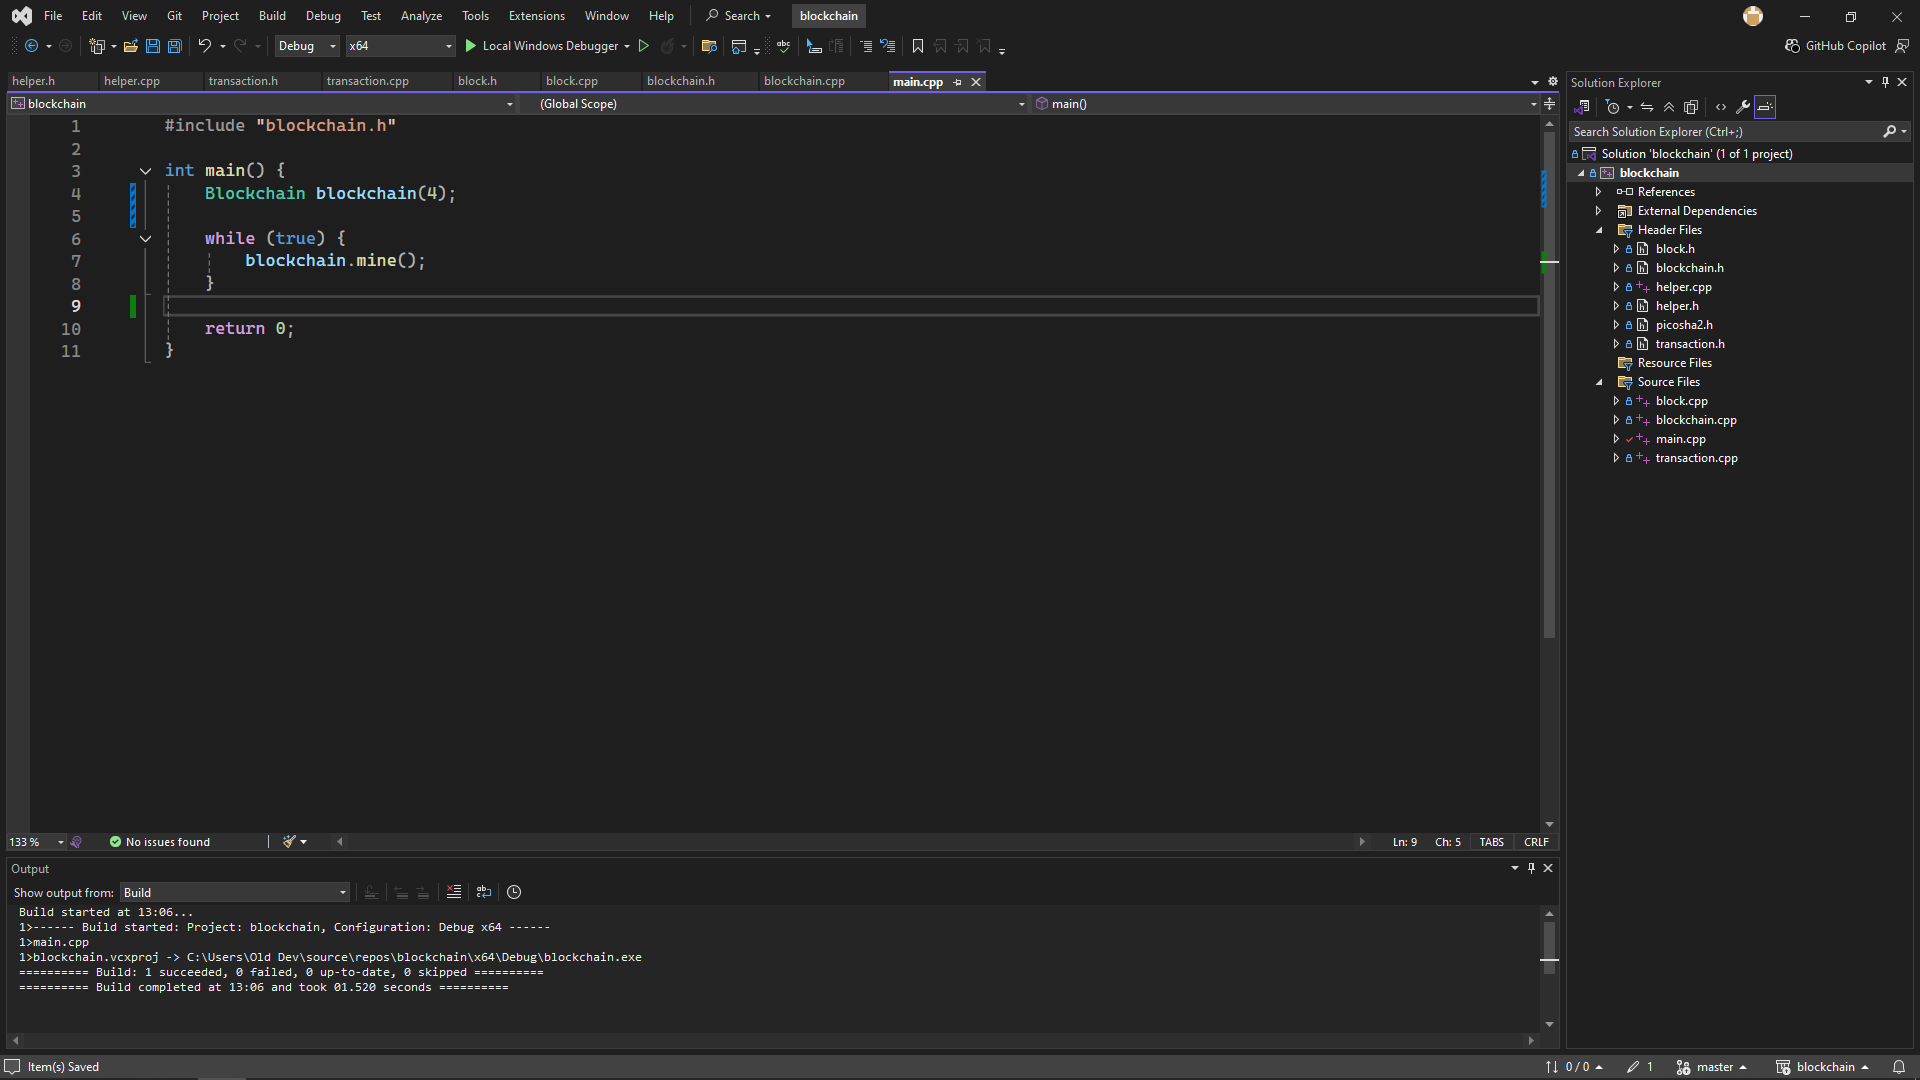 File Edit View Git Project Build Debug Test Analyze Tools Extensions Window Help Search blockchain
Debug x64 Local Windows Debugger GitHub Copilot
helper.h helper.cpp transaction.h transaction.cpp block.h block.cpp blockchain.h blockchain.cpp main.cpp
blockchain (Global Scope) main()
1 #include "blockchain.h"
2
3 int main() {
4 Blockchain blockchain(4);
5
6 while (true) {
7 blockchain.mine();
8 }
9
10 return 0;
11 }
133 % No issues found Ln: 9 Ch: 5 TABS CRLF
Output
Show output from: Build
Build started at 13:06...
1>------ Build started: Project: blockchain, Configuration: Debug x64 ------
1>main.cpp
1>blockchain.vcxproj -> C:\Users\Old Dev\source\repos\blockchain\x64\Debug\blockchain.exe
========== Build: 1 succeeded, 0 failed, 0 up-to-date, 0 skipped ==========
========== Build completed at 13:06 and took 01.520 seconds ==========
Solution Explorer
Search Solution Explorer (Ctrl+;)
Solution 'blockchain' (1 of 1 project)
blockchain
References
External Dependencies
Header Files
block.h
blockchain.h
helper.cpp
helper.h
picosha2.h
transaction.h
Resource Files
Source Files
block.cpp
blockchain.cpp
main.cpp
transaction.cpp
Item(s) Saved 0 / 0 1 master blockchain